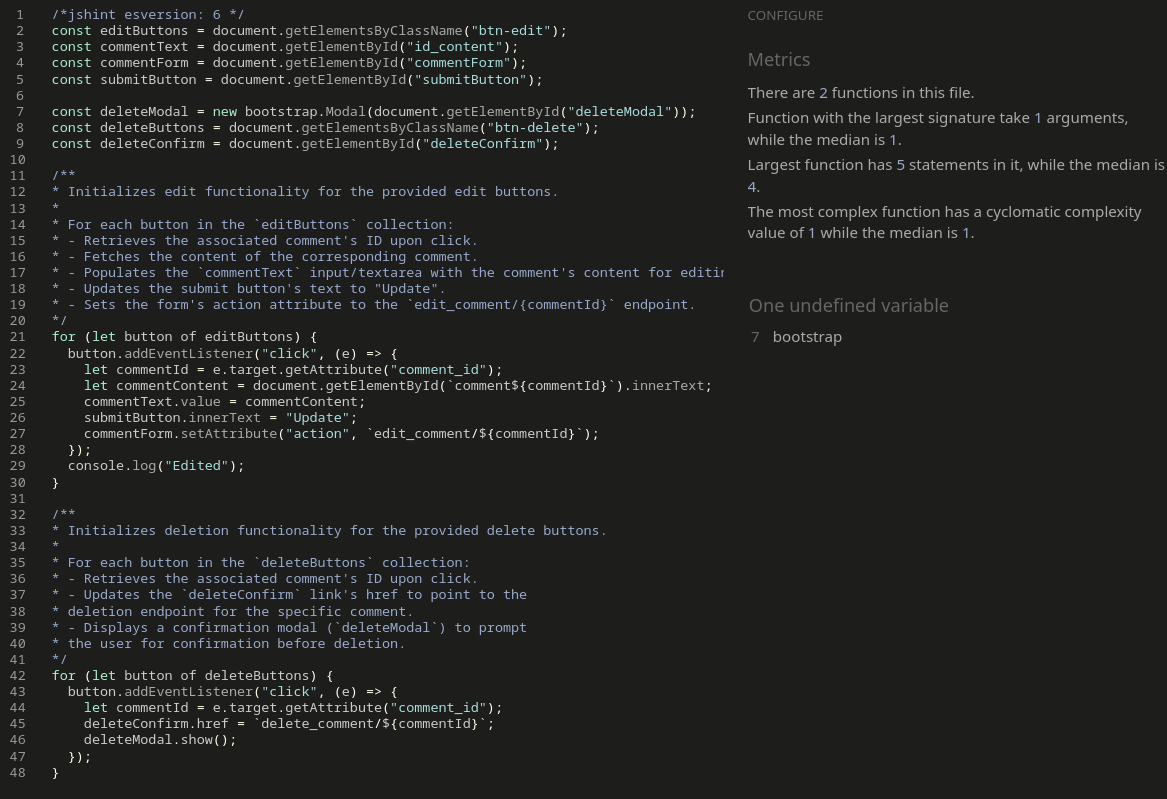 1 /*jshint esversion: 6 */
2 const editButtons = document.getElementsByClassName("btn-edit");
3 const commentText = document.getElementById("id_content");
4 const commentForm = document.getElementById("commentForm");
5 const submitButton = document.getElementById("submitButton");
6
7 const deleteModal = new bootstrap.Modal(document.getElementById("deleteModal"));
8 const deleteButtons = document.getElementsByClassName("btn-delete");
9 const deleteConfirm = document.getElementById("deleteConfirm");
10
11 /**
12 * Initializes edit functionality for the provided edit buttons.
13 *
14 * For each button in the `editButtons` collection:
15 * - Retrieves the associated comment's ID upon click.
16 * - Fetches the content of the corresponding comment.
17 * - Populates the `commentText` input/textarea with the comment's content for editin
18 * - Updates the submit button's text to "Update".
19 * - Sets the form's action attribute to the `edit_comment/{commentId}` endpoint.
20 */
21 for (let button of editButtons) {
22   button.addEventListener("click", (e) => {
23     let commentId = e.target.getAttribute("comment_id");
24     let commentContent = document.getElementById(`comment${commentId}`).innerText;
25     commentText.value = commentContent;
26     submitButton.innerText = "Update";
27     commentForm.setAttribute("action", `edit_comment/${commentId}`);
28   });
29   console.log("Edited");
30 }
31
32 /**
33 * Initializes deletion functionality for the provided delete buttons.
34 *
35 * For each button in the `deleteButtons` collection:
36 * - Retrieves the associated comment's ID upon click.
37 * - Updates the `deleteConfirm` link's href to point to the
38 * deletion endpoint for the specific comment.
39 * - Displays a confirmation modal (`deleteModal`) to prompt
40 * the user for confirmation before deletion.
41 */
42 for (let button of deleteButtons) {
43   button.addEventListener("click", (e) => {
44     let commentId = e.target.getAttribute("comment_id");
45     deleteConfirm.href = `delete_comment/${commentId}`;
46     deleteModal.show();
47   });
48 }
CONFIGURE
Metrics
There are 2 functions in this file.
Function with the largest signature take 1 arguments,
while the median is 1.
Largest function has 5 statements in it, while the median is
4.
The most complex function has a cyclomatic complexity
value of 1 while the median is 1.
One undefined variable
7 bootstrap